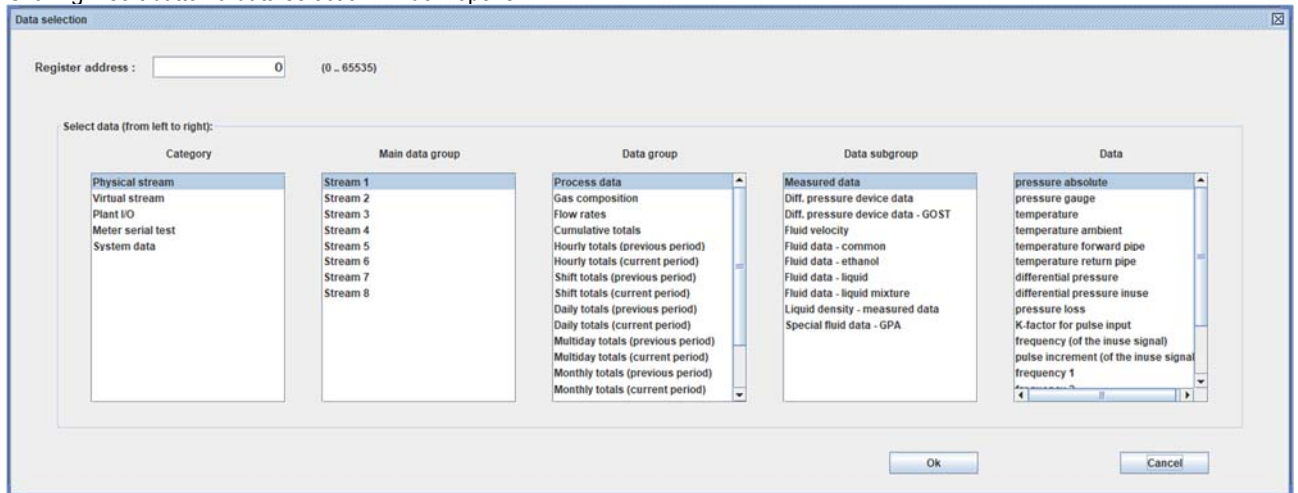 Data selection
Register address : 0 (0 .. 65535)
Select data (from left to right):
Category
Physical stream
Virtual stream
Plant I/O
Meter serial test
System data
Main data group
Stream 1
Stream 2
Stream 3
Stream 4
Stream 5
Stream 6
Stream 7
Stream 8
Data group
Process data
Gas composition
Flow rates
Cumulative totals
Hourly totals (previous period)
Hourly totals (current period)
Shift totals (previous period)
Shift totals (current period)
Daily totals (previous period)
Daily totals (current period)
Multiday totals (previous period)
Multiday totals (current period)
Monthly totals (previous period)
Monthly totals (current period)
Data subgroup
Measured data
Diff. pressure device data
Diff. pressure device data - GOST
Fluid velocity
Fluid data - common
Fluid data - ethanol
Fluid data - liquid
Fluid data - liquid mixture
Liquid density - measured data
Special fluid data - GPA
Data
pressure absolute
pressure gauge
temperature
temperature ambient
temperature forward pipe
temperature return pipe
differential pressure
differential pressure inuse
pressure loss
K-factor for pulse input
frequency (of the inuse signal)
pulse increment (of the inuse signal
frequency 1
Ok
Cancel